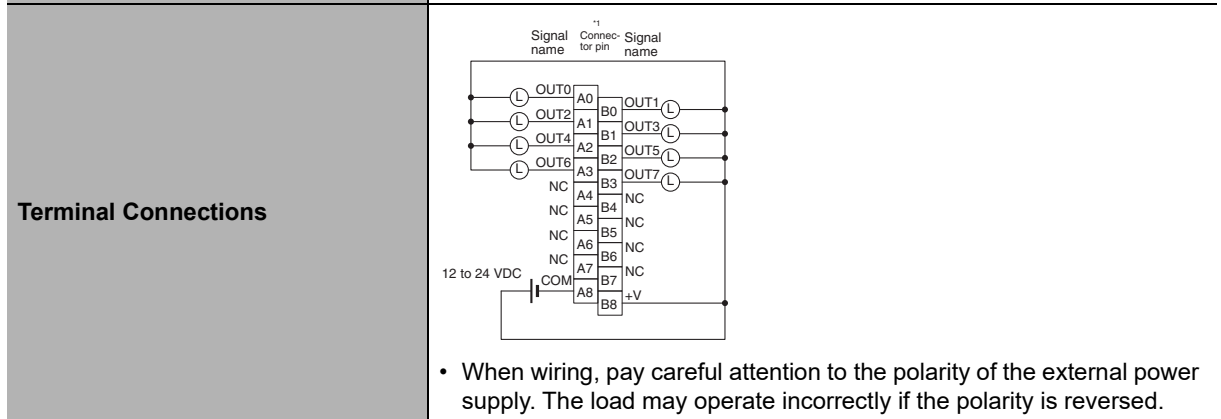 *1
Signal name Connec- tor pin Signal name
OUT0 A0
B0 OUT1
OUT2 A1
B1 OUT3
OUT4 A2
B2 OUT5
OUT6 A3
B3 OUT7
NC A4
B4 NC
NC A5
B5 NC
NC A6
B6 NC
NC A7
B7 NC
12 to 24 VDC COM A8
B8 +V
L
L
L
L
L
L
L
L
Terminal Connections
• When wiring, pay careful attention to the polarity of the external power
supply. The load may operate incorrectly if the polarity is reversed.